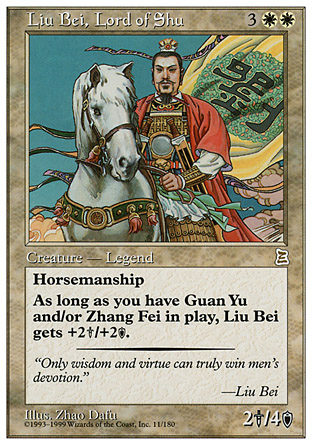 Liu Bei, Lord of Shu 3
Creature — Legend
Horsemanship
As long as you have Guan Yu
and/or Zhang Fei in play, Liu Bei
gets +2/+2.
“Only wisdom and virtue can truly win men’s
devotion.”
—Liu Bei
Illus. Zhao Dafu
©1993-1999 Wizards of the Coast, Inc. 11/180
2/4